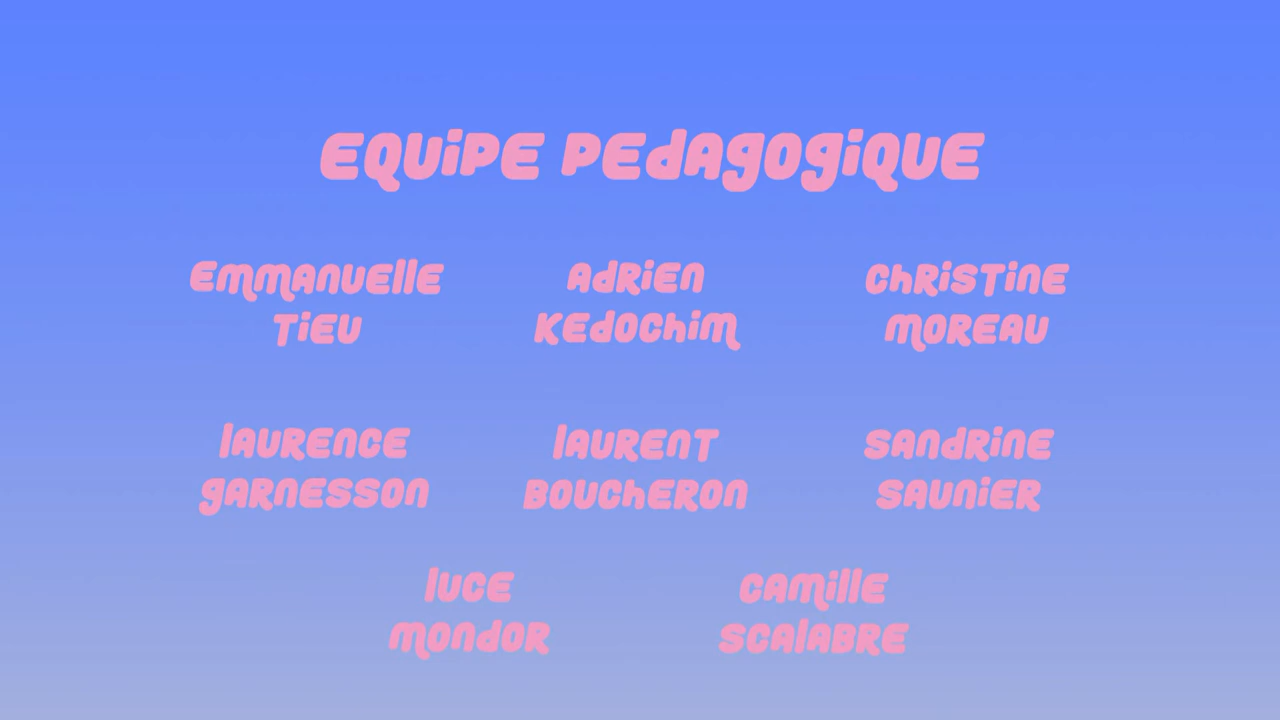 EQUIPE PEDAGOGIQUE
EMMANUELLE
TIEU
ADRIEN
KEDOCHIM
CHRISTINE
MOREAU
LAURENCE
GARNESSON
LAURENT
BOUCHERON
SANDRINE
SAUNIER
LUCE
MONDOR
CAMILLE
SCALABRE